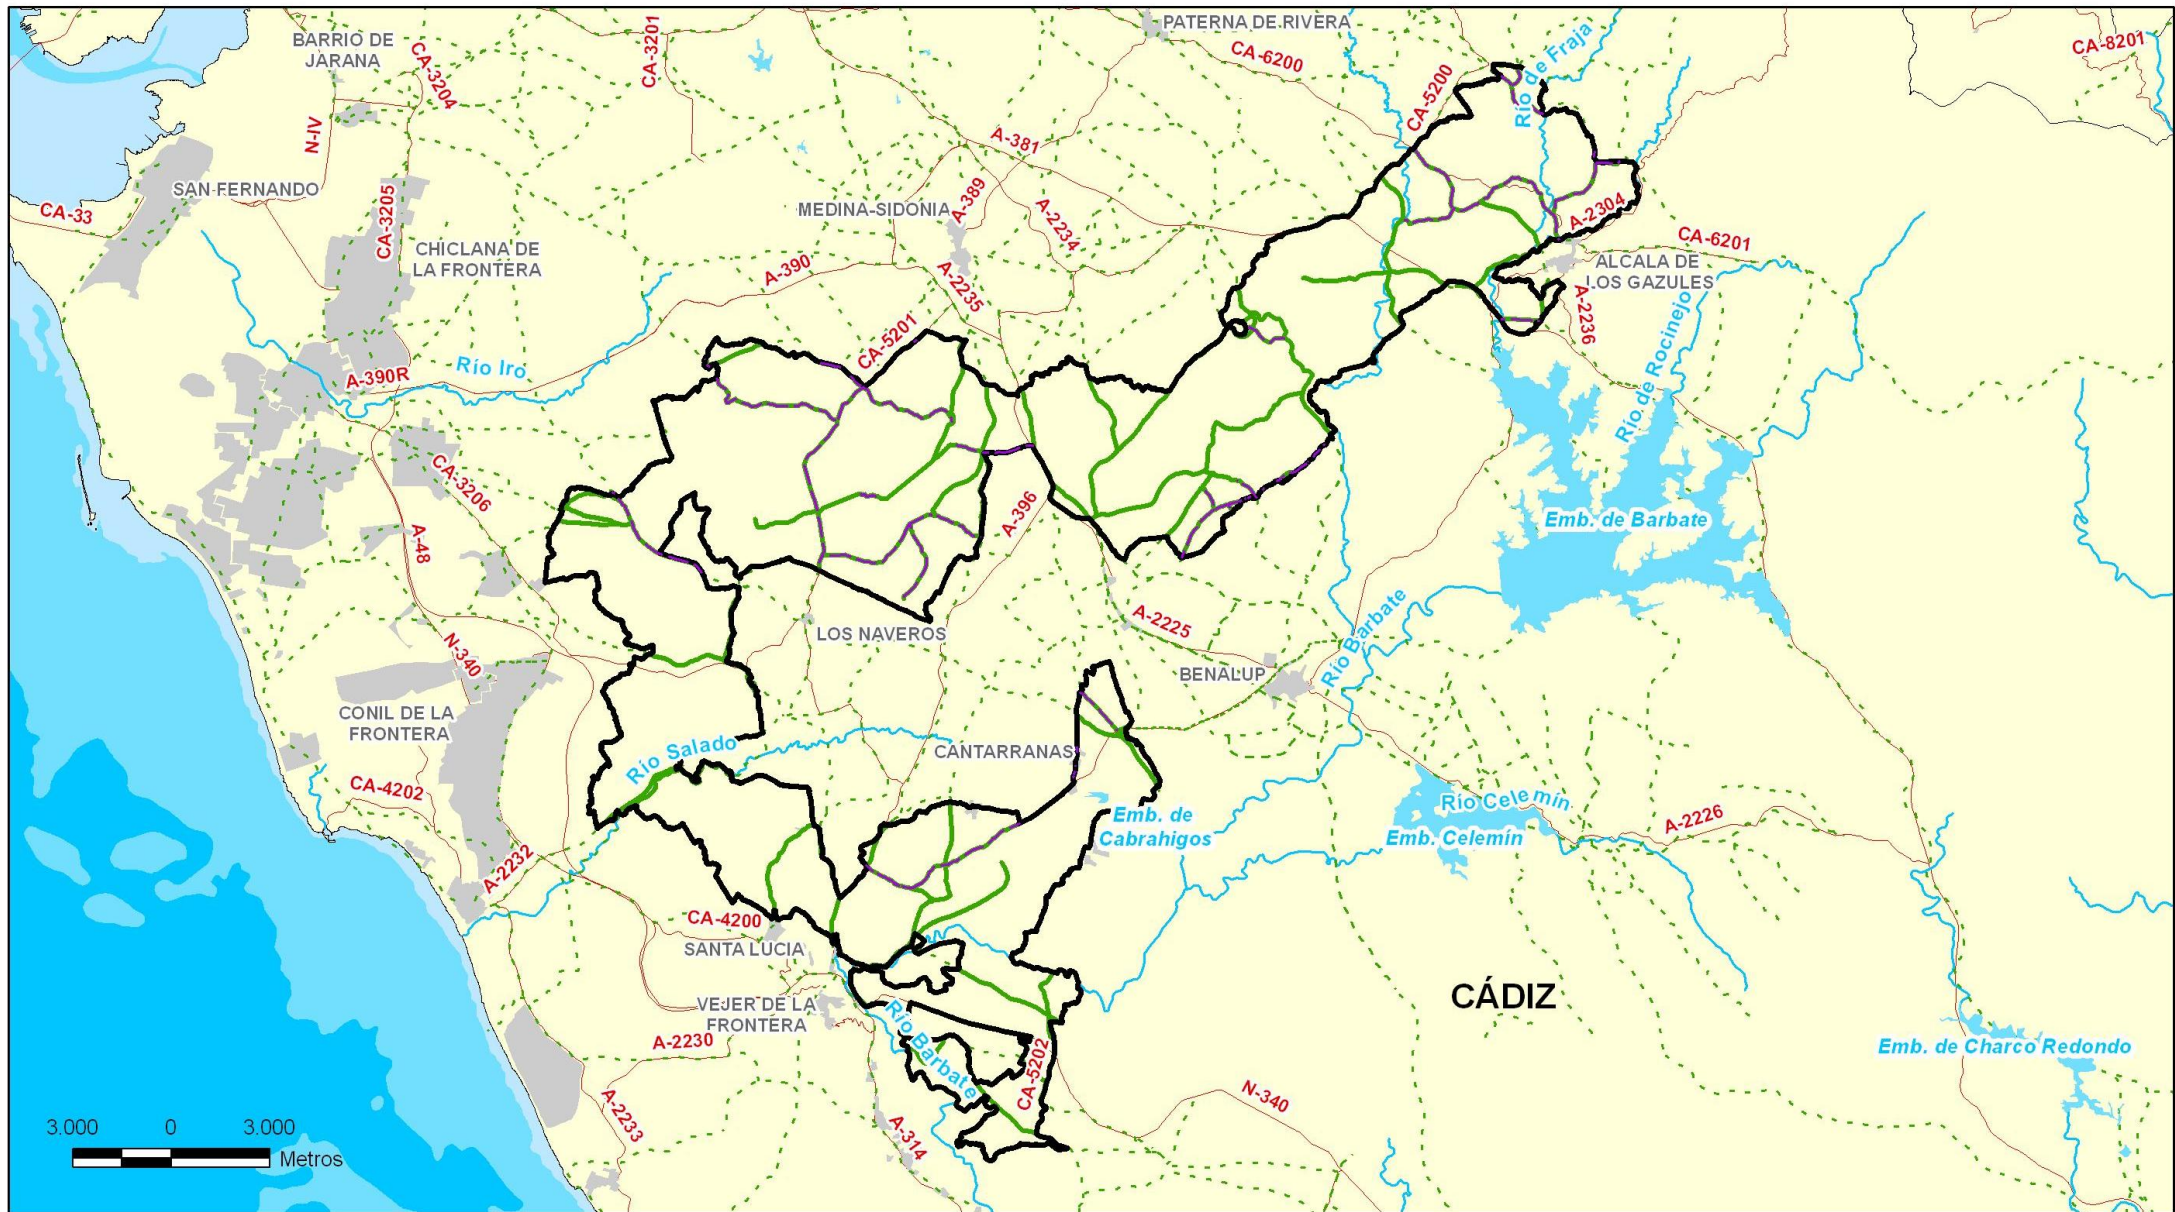 PATERNA DE RIVERA
BARRIO DE
JARANA
CA-3204
CA-3201
CA-6200
CA-5200
Río de Fraja
CA-8201
N-IV
A-381
SAN FERNANDO
CA-33
CA-3205
MEDINA-SIDONIA
A-389
A-2234
A-2304
CA-6201
CHICLANA DE
LA FRONTERA
A-390
A-2235
ALCALA DE
LOS GAZULES
A-2236
Río de Rocinejo
CA-5201
Río Iro
A-390R
CA-3206
A-48
A-396
Emb. de Barbate
A-2225
Río Barbate
LOS NAVEROS
N-340
BENALUP
CONIL DE LA
FRONTERA
Río Salado
CANTARRANAS
CA-4202
Emb. de
Cabrahigos
Río Celemín
Emb. Celemín
A-2226
A-2232
CA-4200
SANTA LUCIA
VEJER DE LA
FRONTERA
CÁDIZ
Río Barbate
A-2230
CA-5202
Emb. de Charco Redondo
N-340
A-2233
A-314
3.000 0 3.000
Metros